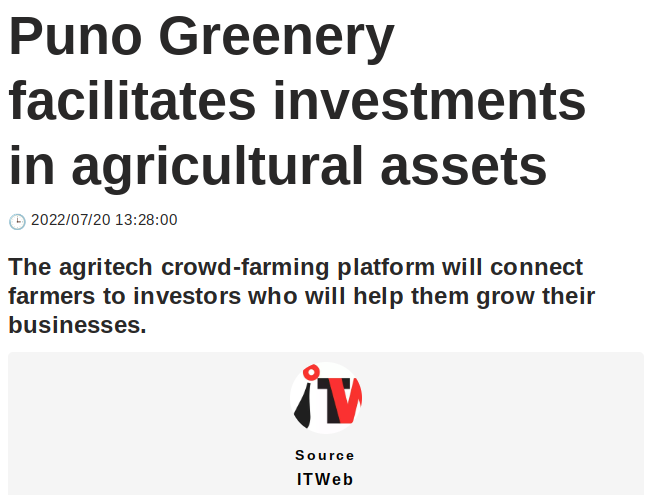 Puno Greenery
facilitates investments
in agricultural assets
2022/07/20 13:28:00
The agritech crowd-farming platform will connect
farmers to investors who will help them grow their
businesses.
iTW
Source
ITWeb